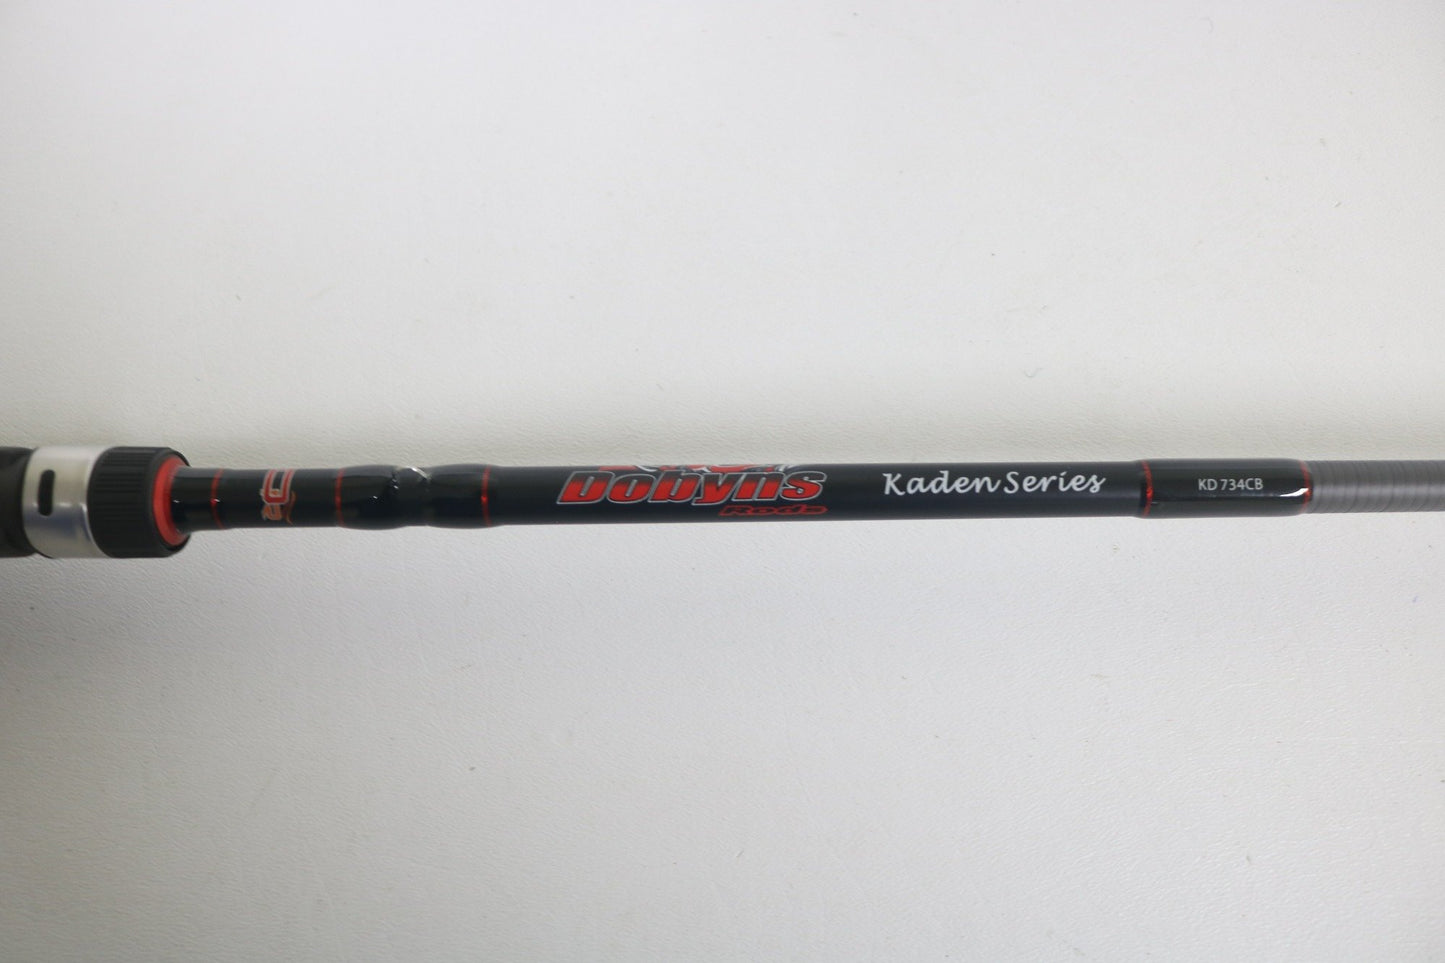 Dobyns
Rods
Kaden Series
KD 734CB